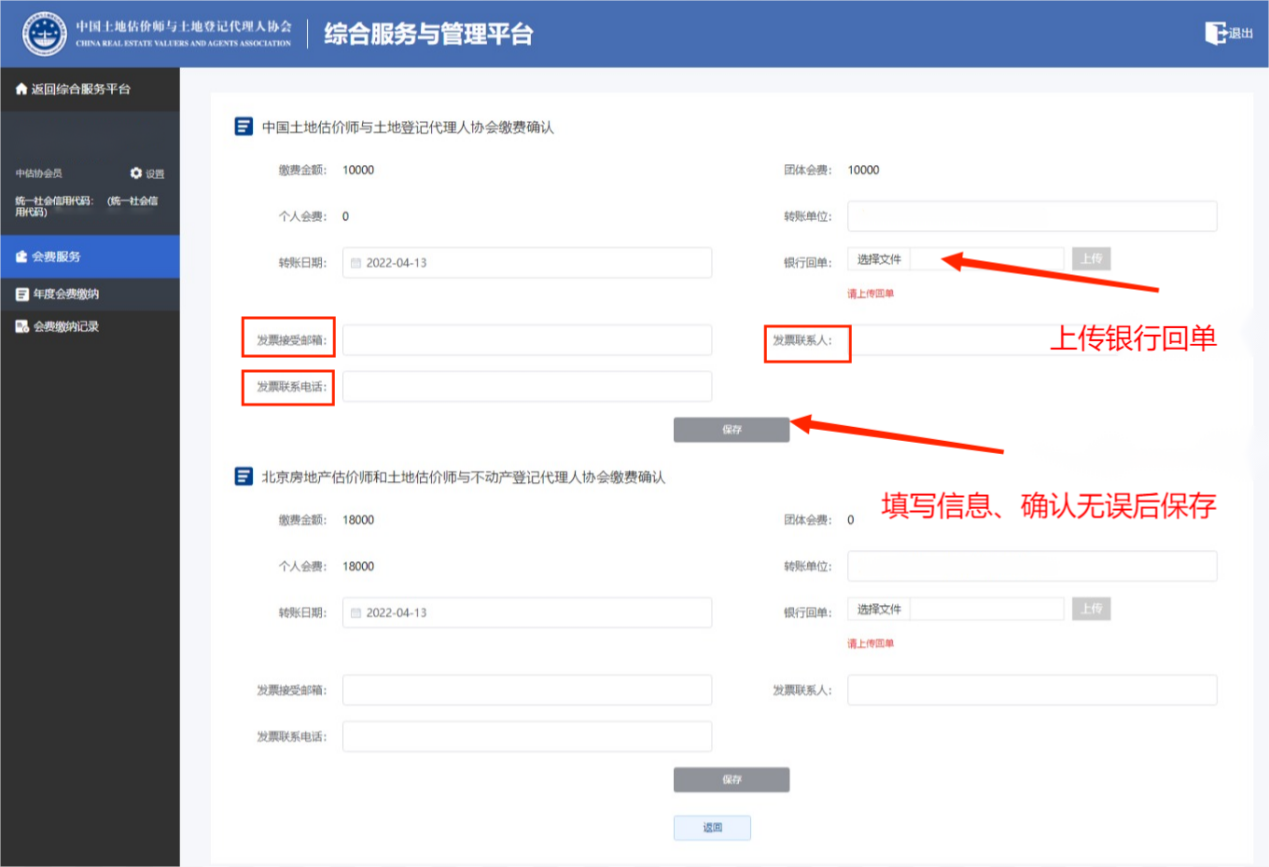 中国土地估价师与土地登记代理人协会
CHINA REAL ESTATE VALUERS AND AGENTS ASSOCIATION
综合服务与管理平台
退出
返回综合服务平台
中估协会员
设置
统一社会信用代码: (统一社会信
用代码)
会费服务
年度会费缴纳
会费缴纳记录
中国土地估价师与土地登记代理人协会缴费确认
缴费金额: 10000
团体会费: 10000
个人会费: 0
转账单位:
转账日期: 2022-04-13
银行回单: 选择文件 上传
请上传回单
上传银行回单
发票接受邮箱:
发票联系人:
发票联系电话:
保存
填写信息、确认无误后保存
北京房地产估价师和土地估价师与不动产登记代理人协会缴费确认
缴费金额: 18000
团体会费: 0
个人会费: 18000
转账单位:
转账日期: 2022-04-13
银行回单: 选择文件 上传
请上传回单
发票接受邮箱:
发票联系人:
发票联系电话:
保存
返回